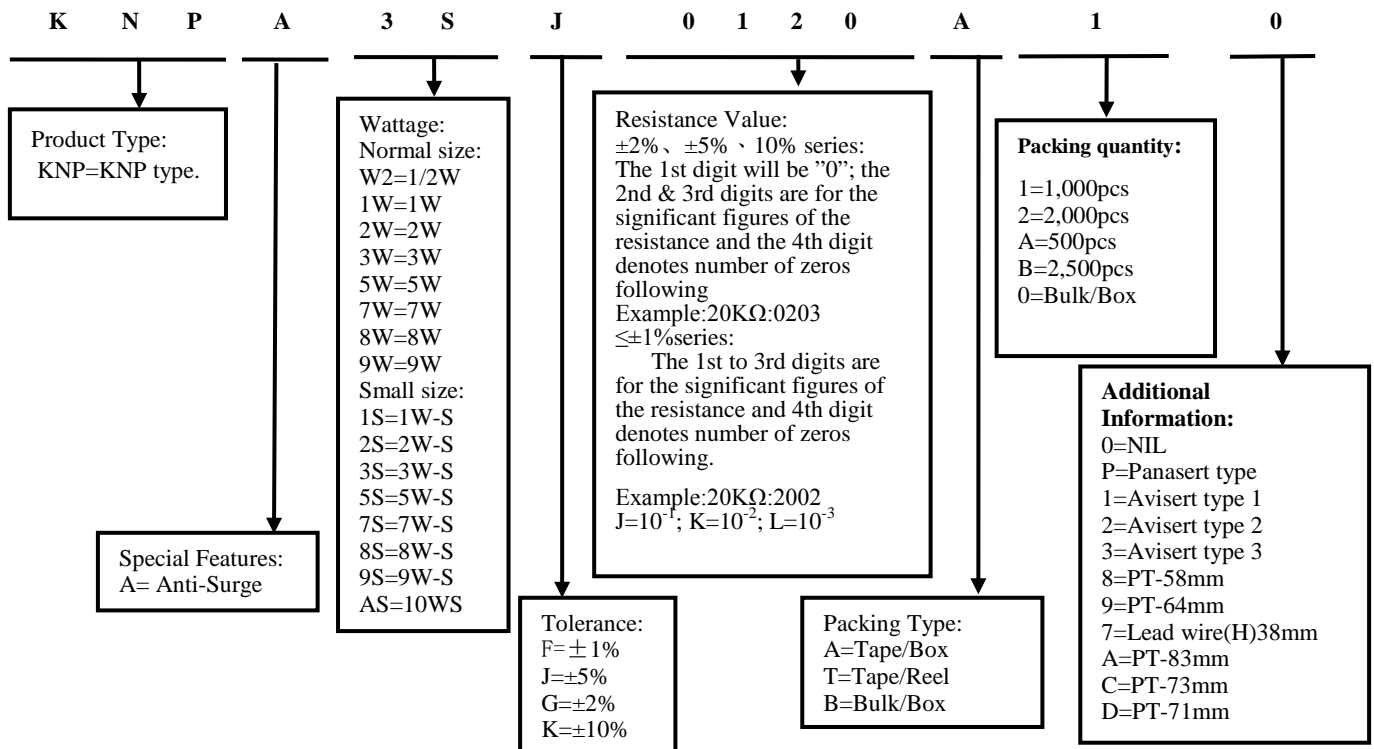 K N P A 3 S J 0 1 2 0 A 1 0
Product Type:
KNP=KNP type.
Special Features:
A= Anti-Surge
Wattage:
Normal size:
W2=1/2W
1W=1W
2W=2W
3W=3W
5W=5W
7W=7W
8W=8W
9W=9W
Small size:
1S=1W-S
2S=2W-S
3S=3W-S
5S=5W-S
7S=7W-S
8S=8W-S
9S=9W-S
AS=10WS
Tolerance:
F=±1%
J=±5%
G=±2%
K=±10%
Resistance Value:
±2%、±5%、10% series:
The 1st digit will be ”0”; the
2nd & 3rd digits are for the
significant figures of the
resistance and the 4th digit
denotes number of zeros
following
Example:20KΩ:0203
≤±1%series:
The 1st to 3rd digits are
for the significant figures of
the resistance and 4th digit
denotes number of zeros
following.
Example:20KΩ:2002
J=10⁻¹; K=10⁻²; L=10⁻³
Packing Type:
A=Tape/Box
T=Tape/Reel
B=Bulk/Box
Packing quantity:
1=1,000pcs
2=2,000pcs
A=500pcs
B=2,500pcs
0=Bulk/Box
Additional
Information:
0=NIL
P=Panasert type
1=Avisert type 1
2=Avisert type 2
3=Avisert type 3
8=PT-58mm
9=PT-64mm
7=Lead wire(H)38mm
A=PT-83mm
C=PT-73mm
D=PT-71mm